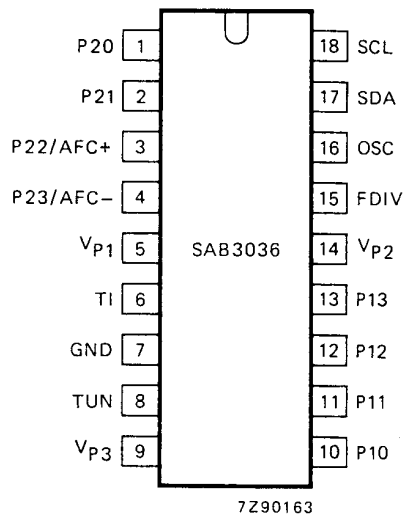 P20 1 18 SCL
P21 2 17 SDA
P22/AFC+ 3 16 OSC
P23/AFC− 4 15 FDIV
VP1 5 SAB3036 14 VP2
TI 6 13 P13
GND 7 12 P12
TUN 8 11 P11
VP3 9 10 P10
7Z90163